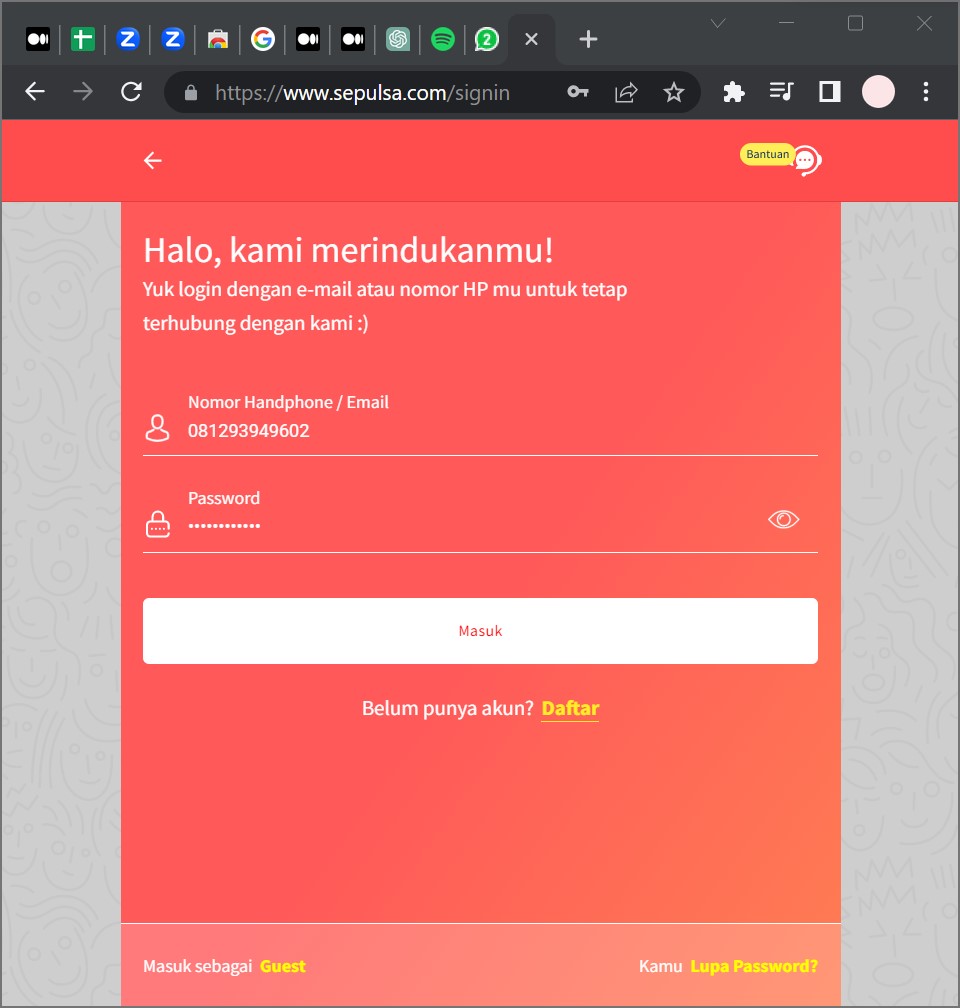 2
https://www.sepulsa.com/signin
Bantuan
Halo, kami merindukanmu!
Yuk login dengan e-mail atau nomor HP mu untuk tetap
terhubung dengan kami :)
Nomor Handphone / Email
081293949602
Password
••••••••••••
Masuk
Belum punya akun? Daftar
Masuk sebagai Guest
Kamu Lupa Password?